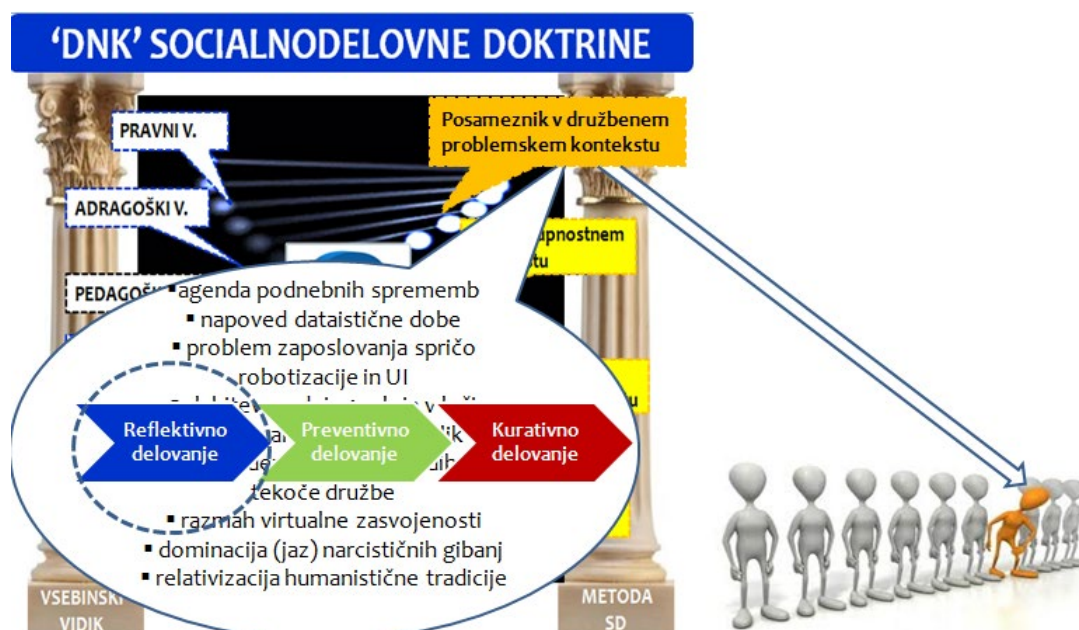 ‘DNK’ SOCIALNODELOVNE DOKTRINE
PRAVNI V.
Posameznik v družbenem
problemskem kontekstu
ADRAGOŠKI V.
PEDAGOŠK
▪agenda podnebnih sprememb
▪ napoved dataistične dobe
▪ problem zaposlovanja spričo
robotizacije in UI
Reflektivno
delovanje
Preventivno
delovanje
Kurativno
delovanje
tekoče družbe
▪ razmah virtualne zasvojenosti
▪ dominacija (jaz) narcističnih gibanj
▪ relativizacija humanistične tradicije
VSEBINSKI
VIDIK
METODA
SD